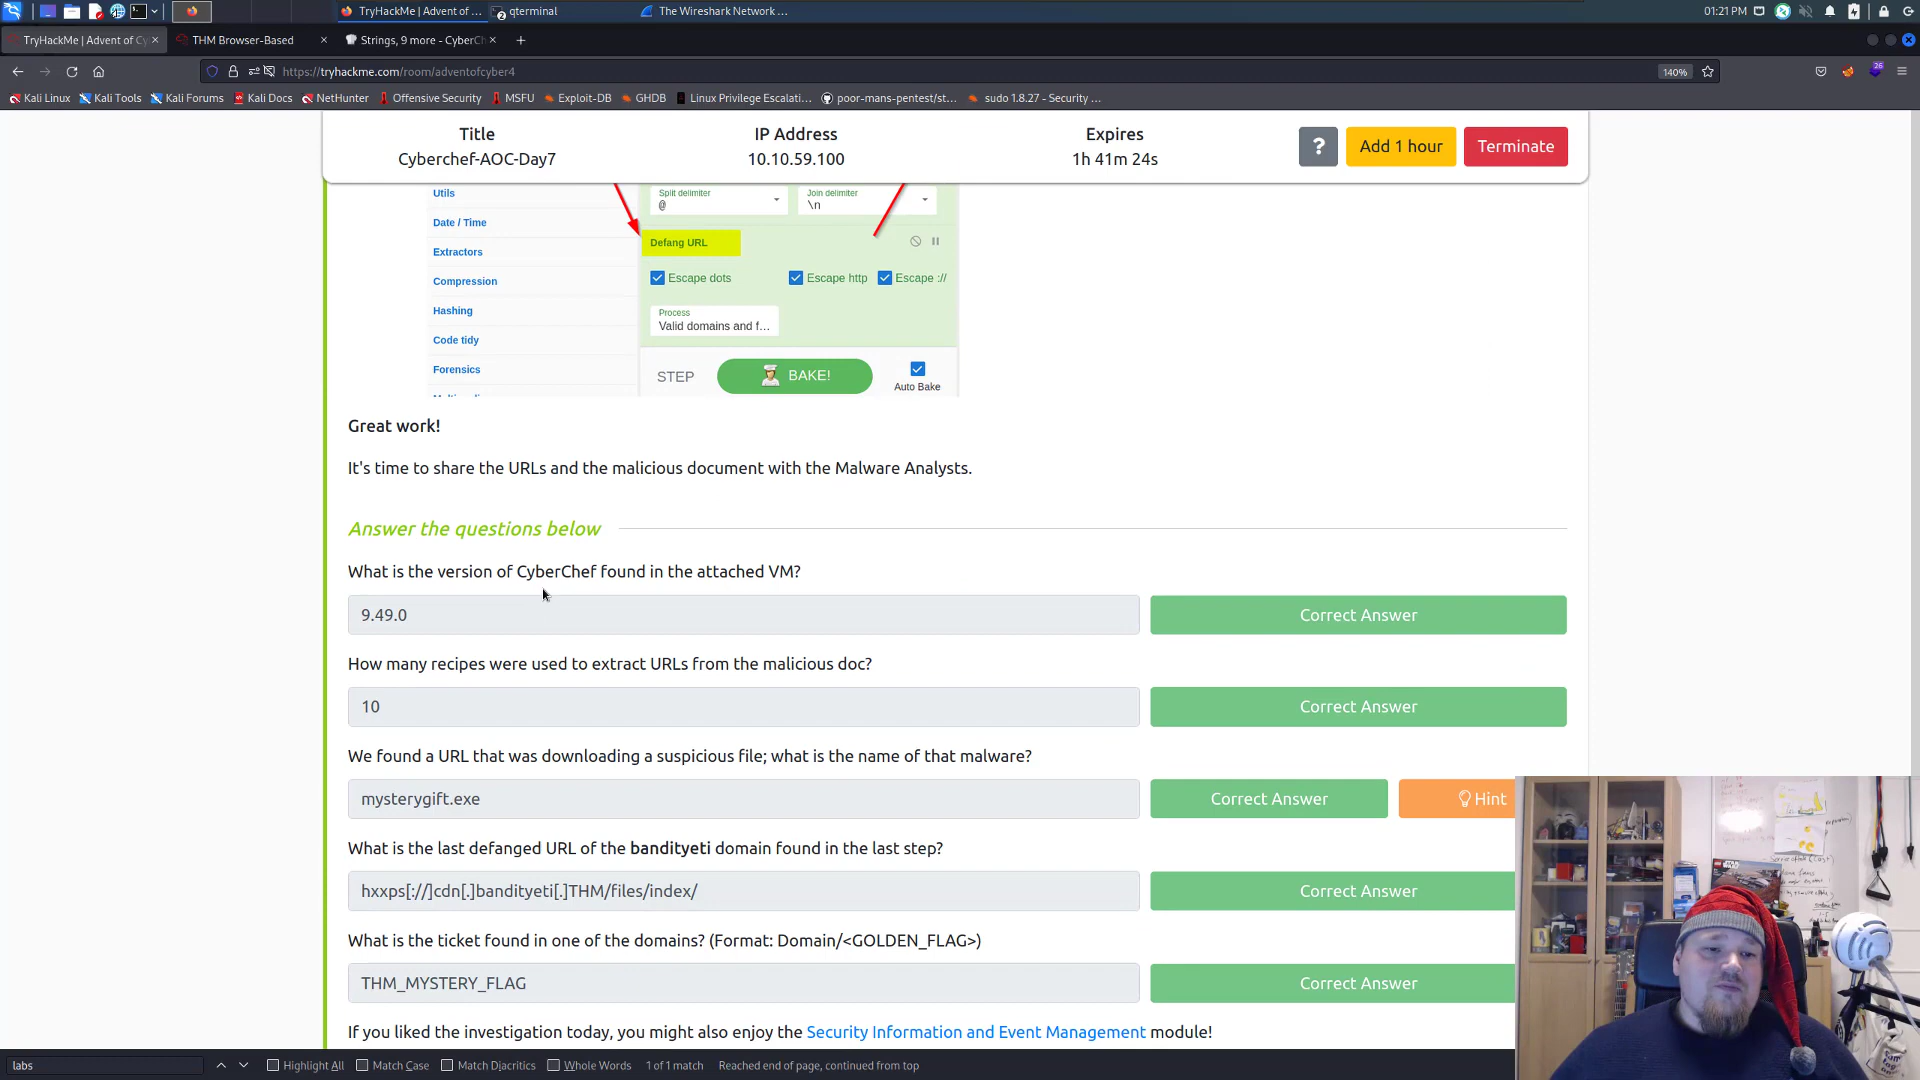 TryHackMe | Advent of ...
qterminal
The Wireshark Network ...
01:21 PM
TryHackMe | Advent of Cy
THM Browser-Based
Strings, 9 more - CyberCh
https://tryhackme.com/room/adventofcyber4
140%
26
Kali Linux
Kali Tools
Kali Forums
Kali Docs
NetHunter
Offensive Security
MSFU
Exploit-DB
GHDB
Linux Privilege Escalati...
poor-mans-pentest/st...
sudo 1.8.27 - Security ...
Title
IP Address
Expires
Cyberchef-AOC-Day7
10.10.59.100
1h 41m 24s
?
Add 1 hour
Terminate
Utils
Date / Time
Extractors
Compression
Hashing
Code tidy
Forensics
Split delimiter
@
Join delimiter
\n
Defang URL
Escape dots
Escape http
Escape ://
Process
Valid domains and f...
STEP
BAKE!
Auto Bake
Great work!
It's time to share the URLs and the malicious document with the Malware Analysts.
Answer the questions below
What is the version of CyberChef found in the attached VM?
9.49.0
Correct Answer
How many recipes were used to extract URLs from the malicious doc?
10
Correct Answer
We found a URL that was downloading a suspicious file; what is the name of that malware?
mysterygift.exe
Correct Answer
Hint
What is the last defanged URL of the bandityeti domain found in the last step?
hxxps[://]cdn[.]bandityeti[.]THM/files/index/
Correct Answer
What is the ticket found in one of the domains? (Format: Domain/<GOLDEN_FLAG>)
THM_MYSTERY_FLAG
Correct Answer
If you liked the investigation today, you might also enjoy the Security Information and Event Management module!
labs
Highlight All
Match Case
Match Diacritics
Whole Words
1 of 1 match
Reached end of page, continued from top